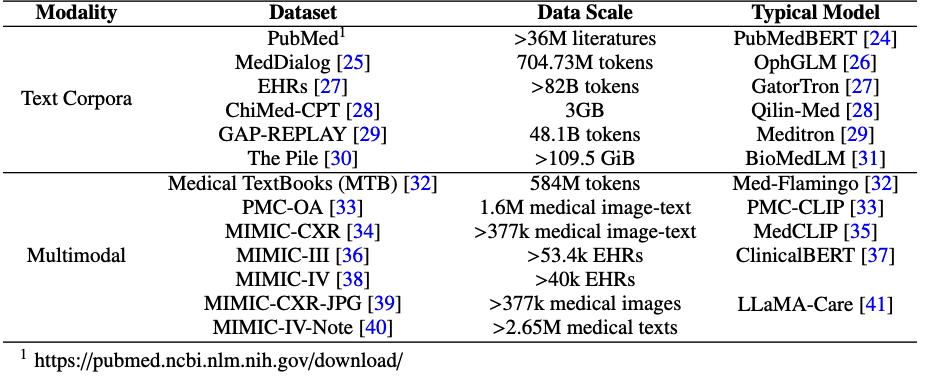 Modality Dataset Data Scale Typical Model
PubMed1 >36M literatures PubMedBERT [24]
MedDialog [25] 704.73M tokens OphGLM [26]
EHRs [27] >82B tokens GatorTron [27]
Text Corpora ChiMed-CPT [28] 3GB Qilin-Med [28]
GAP-REPLAY [29] 48.1B tokens Meditron [29]
The Pile [30] >109.5 GiB BioMedLM [31]
Medical TextBooks (MTB) [32] 584M tokens Med-Flamingo [32]
PMC-OA [33] 1.6M medical image-text PMC-CLIP [33]
MIMIC-CXR [34] >377k medical image-text MedCLIP [35]
Multimodal MIMIC-III [36] >53.4k EHRs ClinicalBERT [37]
MIMIC-IV [38] >40k EHRs
MIMIC-CXR-JPG [39] >377k medical images LLaMA-Care [41]
MIMIC-IV-Note [40] >2.65M medical texts
1 https://pubmed.ncbi.nlm.nih.gov/download/